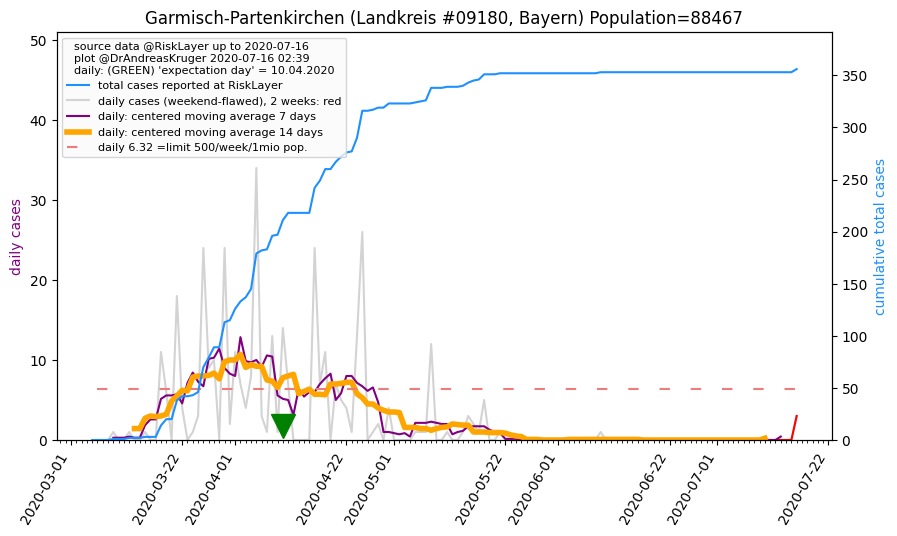 Garmisch-Partenkirchen (Landkreis #09180, Bayern) Population=88467
source data @RiskLayer up to 2020-07-16
plot @DrAndreasKruger 2020-07-16 02:39
daily: (GREEN) 'expectation day' = 10.04.2020
total cases reported at RiskLayer
daily cases (weekend-flawed), 2 weeks: red
daily: centered moving average 7 days
daily: centered moving average 14 days
daily 6.32 =limit 500/week/1mio pop.
daily cases
50
40
30
20
10
0
cumulative total cases
350
300
250
200
150
100
50
0
2020-03-01
2020-03-22
2020-04-01
2020-04-22
2020-05-01
2020-05-22
2020-06-01
2020-06-22
2020-07-01
2020-07-22